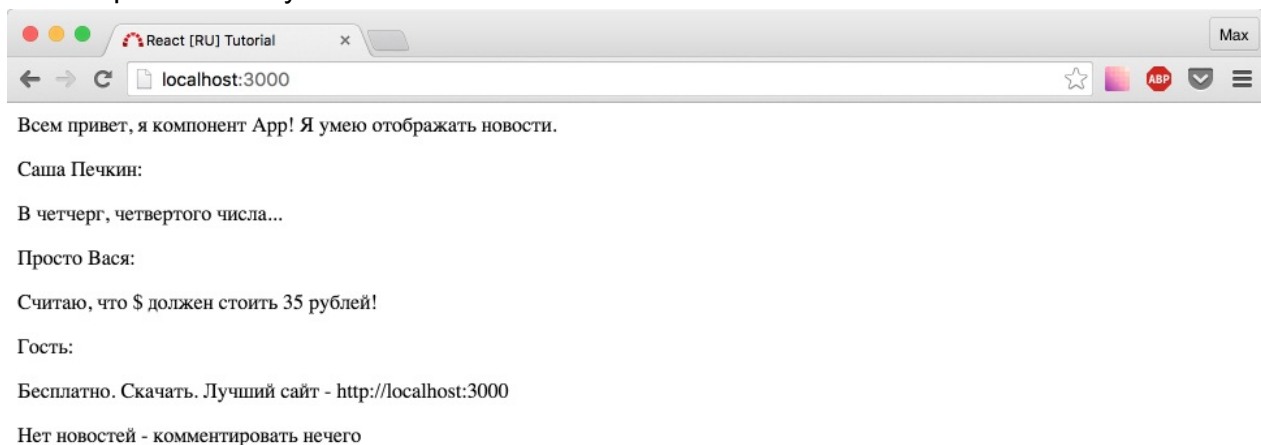 React [RU] Tutorial
Max
localhost:3000
ABP
Всем привет, я компонент App! Я умею отображать новости.
Саша Печкин:
В четчерг, четвертого числа...
Просто Вася:
Считаю, что $ должен стоить 35 рублей!
Гость:
Бесплатно. Скачать. Лучший сайт - http://localhost:3000
Нет новостей - комментировать нечего